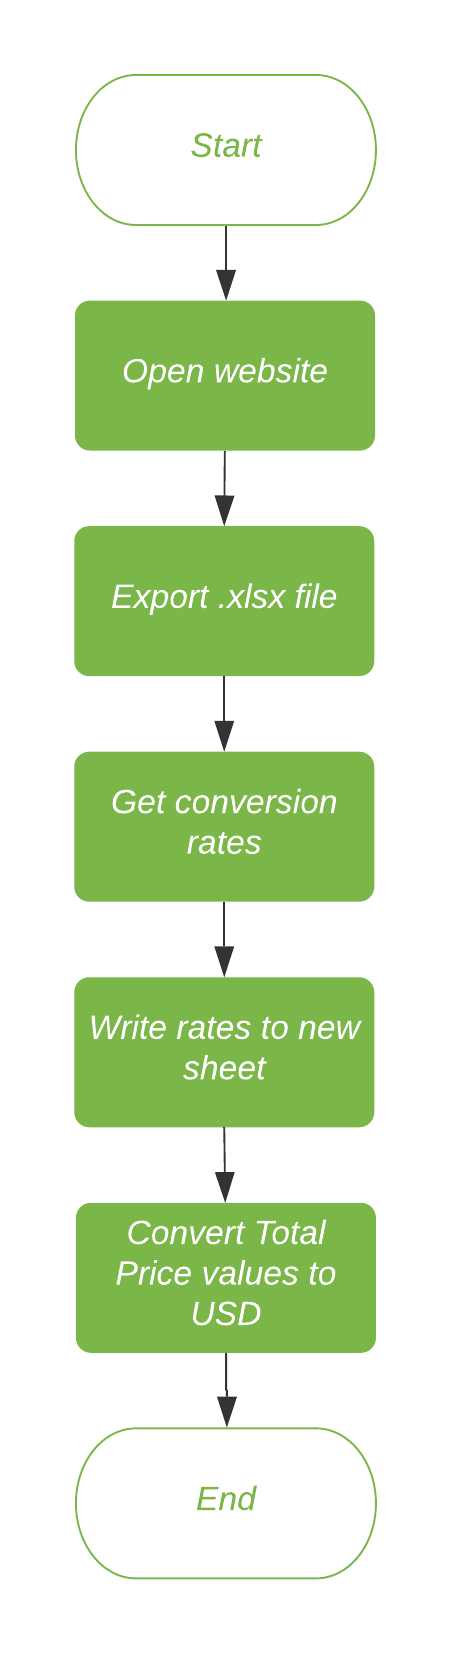 Start
Open website
Export .xlsx file
Get conversion
rates
Write rates to new
sheet
Convert Total
Price values to
USD
End